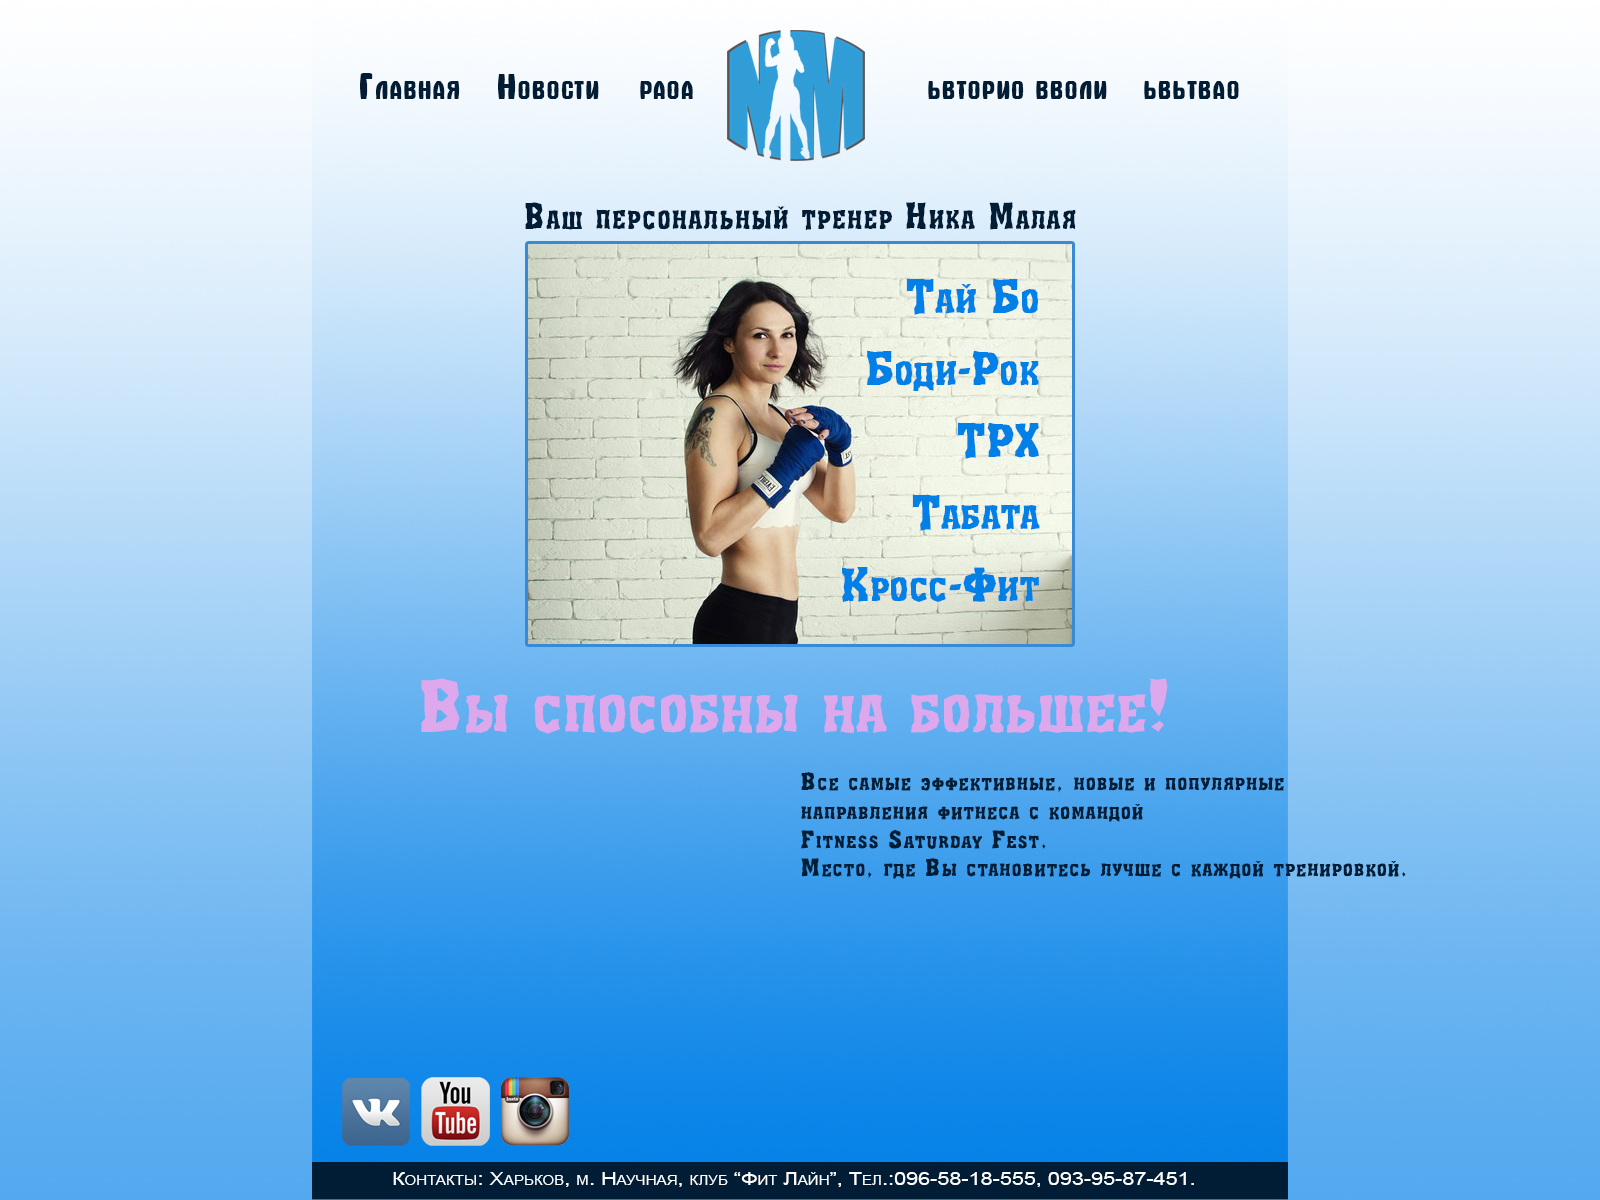 Главная Новости раоа NM ьвторио вволи ьвьтвао
Ваш персональный тренер Ника Малая
Тай Бо
Боди-Рок
ТРХ
Табата
Кросс-Фит
Вы способны на большее!
Все самые эффективные, новые и популярные
направления фитнеса с командой
Fitness Saturday Fest.
Место, где Вы становитесь лучше с каждой тренировкой.
VK You Tube Insta
Контакты: Харьков, м. Научная, клуб “Фит Лайн”, Тел.:096-58-18-555, 093-95-87-451.